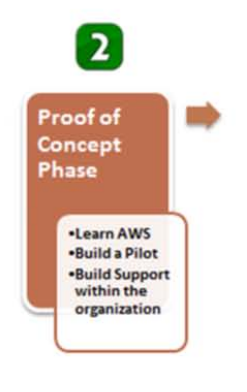 2
Proof of
Concept
Phase
•Learn AWS
•Build a Pilot
•Build Support
within the
organization